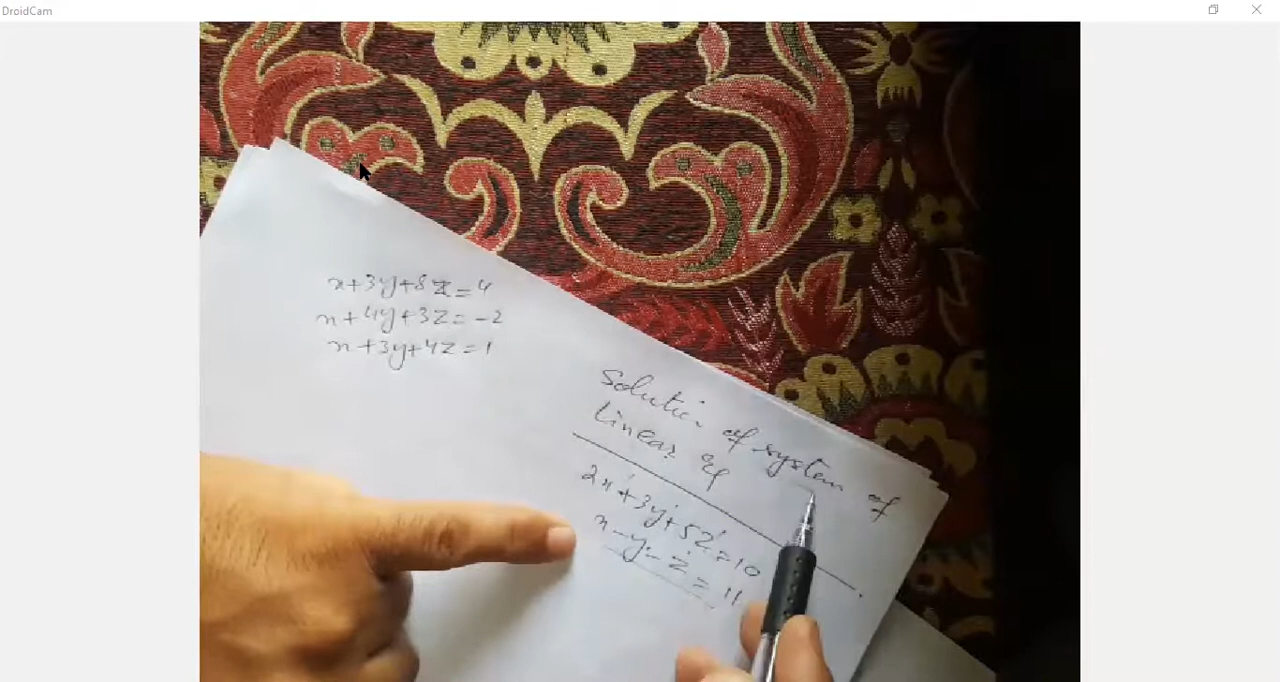 DroidCam
x+3y+8z=4
x+4y+3z=-2
x+3y+4z=1
Solution of system of
linear eq
2x+3y+5z=10
x-y-z=11